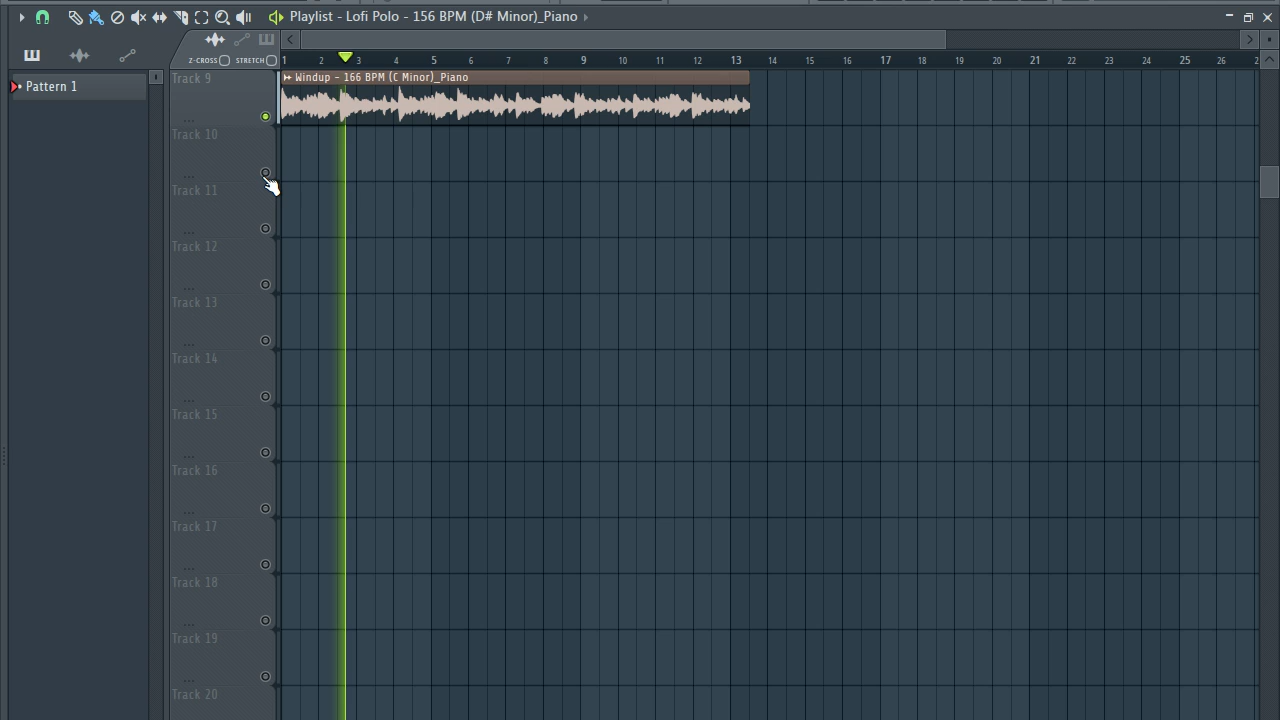 Playlist - Lofi Polo - 156 BPM (D# Minor)_Piano
Z-CROSS STRETCH 1 2 3 4 5 6 7 8 9 10 11 12 13 14 15 16 17 18 19 20 21 22 23 24 25 26
Pattern 1
Track 9
Windup - 166 BPM (C Minor)_Piano
...
Track 10
...
Track 11
...
Track 12
...
Track 13
...
Track 14
...
Track 15
...
Track 16
...
Track 17
...
Track 18
...
Track 19
...
Track 20